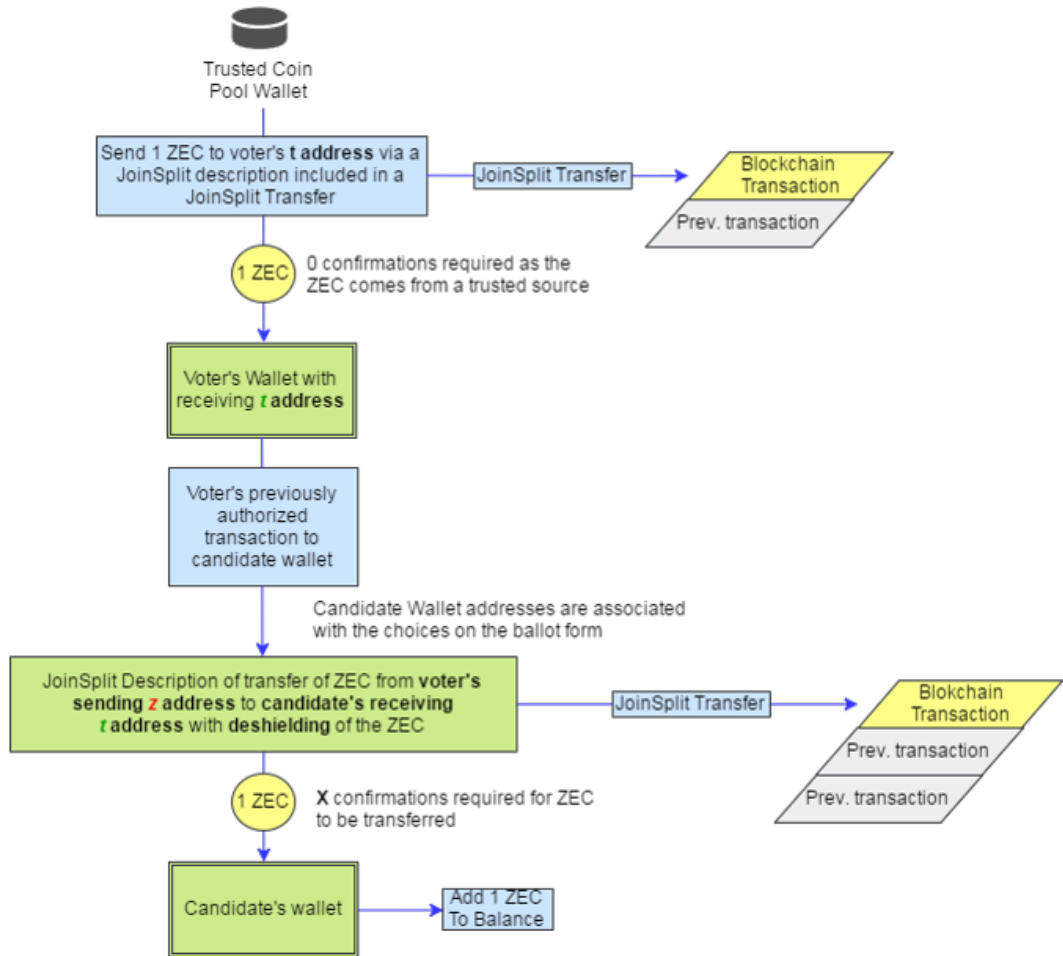 Trusted Coin
Pool Wallet
Send 1 ZEC to voter's t address via a
JoinSplit description included in a
JoinSplit Transfer
JoinSplit Transfer
Blockchain
Transaction
Prev. transaction
1 ZEC
0 confirmations required as the
ZEC comes from a trusted source
Voter's Wallet with
receiving t address
Voter's previously
authorized
transaction to
candidate wallet
Candidate Wallet addresses are associated
with the choices on the ballot form
JoinSplit Description of transfer of ZEC from voter's
sending z address to candidate's receiving
t address with deshielding of the ZEC
JoinSplit Transfer
Blokchain
Transaction
Prev. transaction
Prev. transaction
1 ZEC
X confirmations required for ZEC
to be transferred
Candidate's wallet
Add 1 ZEC
To Balance